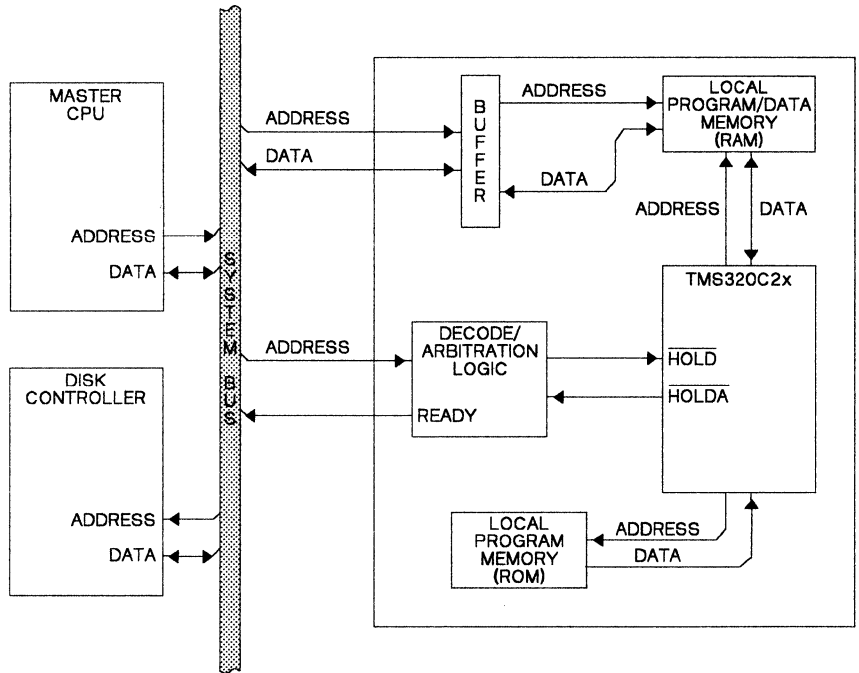 MASTER
CPU
ADDRESS
DATA
DISK
CONTROLLER
ADDRESS
DATA
SYSTEM BUS
ADDRESS
DATA
BUFFER
ADDRESS
DATA
LOCAL
PROGRAM/DATA
MEMORY
(RAM)
ADDRESS
DATA
TMS320C2x
HOLD
HOLDA
ADDRESS
DECODE/
ARBITRATION
LOGIC
READY
LOCAL
PROGRAM
MEMORY
(ROM)
ADDRESS
DATA